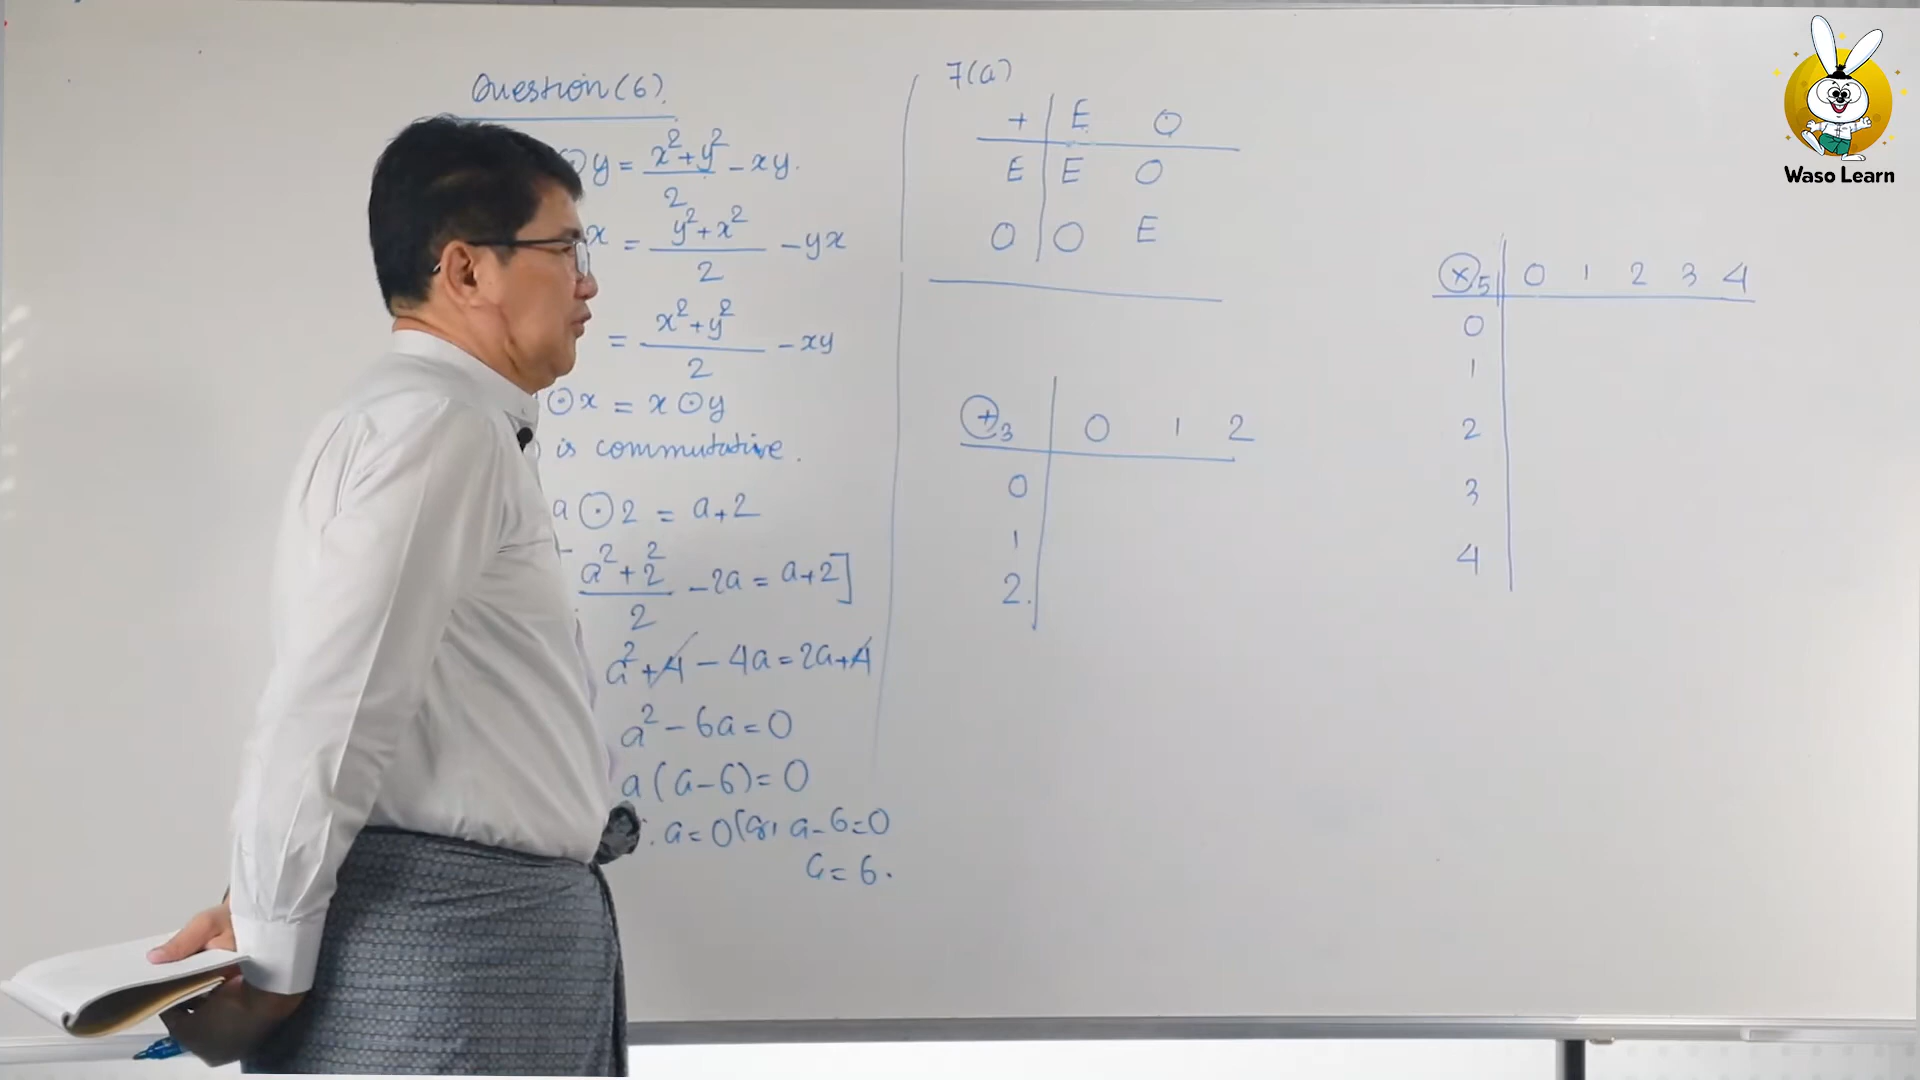 Question (6).
y = x²+y²/2 - xy.
x = y²+x²/2 - yx
= x²+y²/2 - xy
⊙x = x⊙y
is commutative.
a⊙2 = a+2
a²+2²/2 - 2a = a+2]
a²+4 - 4a = 2a+4
a² - 6a = 0
a(a-6) = 0
a = 0 (or) a-6=0
a = 6.
7(a)
+ E O
E E O
O O E
⊕3 0 1 2
0
1
2.
⊗5 0 1 2 3 4
0
1
2
3
4
Waso Learn